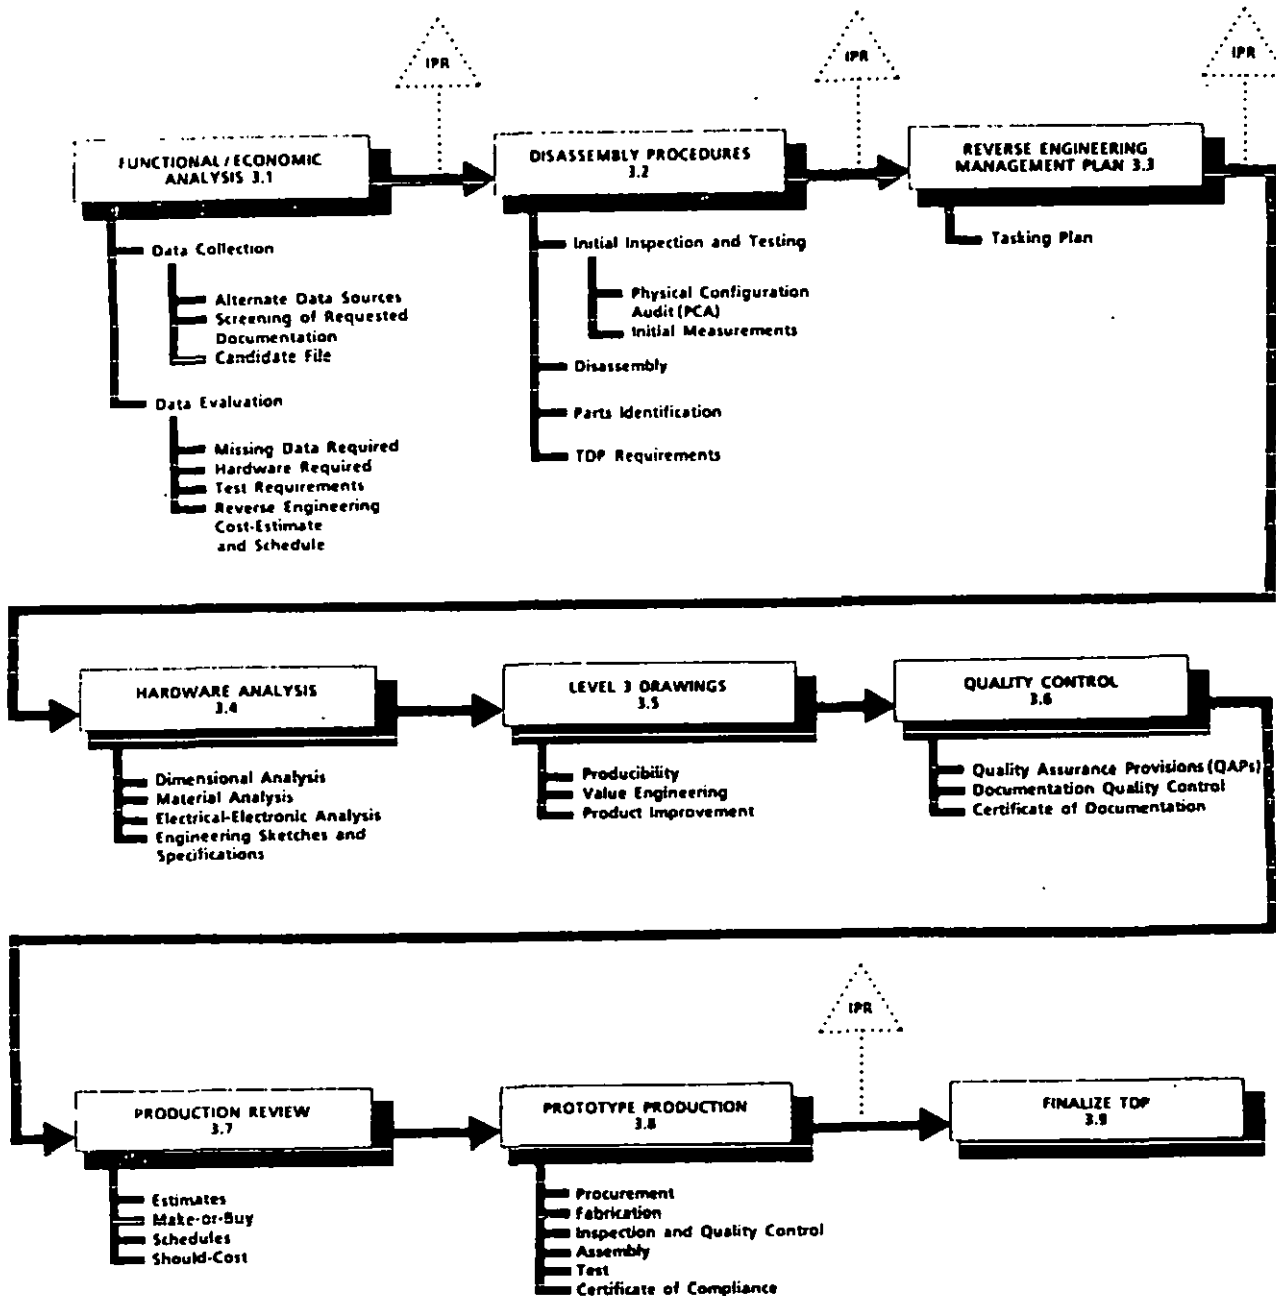 IPR
IPR
IPR
FUNCTIONAL/ECONOMIC
ANALYSIS 3.1
DISASSEMBLY PROCEDURES
3.2
REVERSE ENGINEERING
MANAGEMENT PLAN 3.3
Data Collection
Alternate Data Sources
Screening of Requested
Documentation
Candidate File
Data Evaluation
Missing Data Required
Hardware Required
Test Requirements
Reverse Engineering
Cost-Estimate
and Schedule
Initial Inspection and Testing
Physical Configuration
Audit (PCA)
Initial Measurements
Disassembly
Parts Identification
TDP Requirements
Tasking Plan
HARDWARE ANALYSIS
3.4
LEVEL 3 DRAWINGS
3.5
QUALITY CONTROL
3.6
Dimensional Analysis
Material Analysis
Electrical-Electronic Analysis
Engineering Sketches and
Specifications
Producibility
Value Engineering
Product Improvement
Quality Assurance Provisions (QAPs)
Documentation Quality Control
Certificate of Documentation
IPR
PRODUCTION REVIEW
3.7
PROTOTYPE PRODUCTION
3.8
FINALIZE TDP
3.9
Estimates
Make-or-Buy
Schedules
Should-Cost
Procurement
Fabrication
Inspection and Quality Control
Assembly
Test
Certificate of Compliance